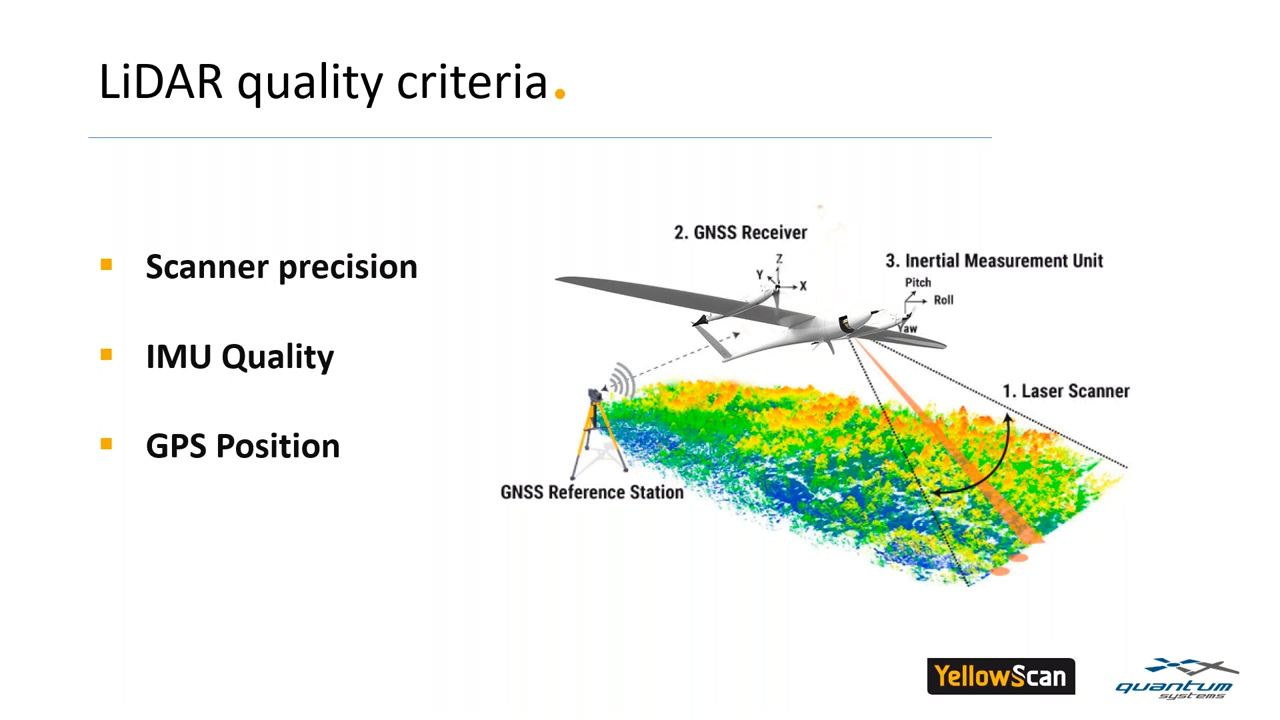 LiDAR quality criteria.
Scanner precision
IMU Quality
GPS Position
2. GNSS Receiver
Z
Y
X
3. Inertial Measurement Unit
Pitch
Roll
Yaw
1. Laser Scanner
GNSS Reference Station
YellowScan
quantum
systems